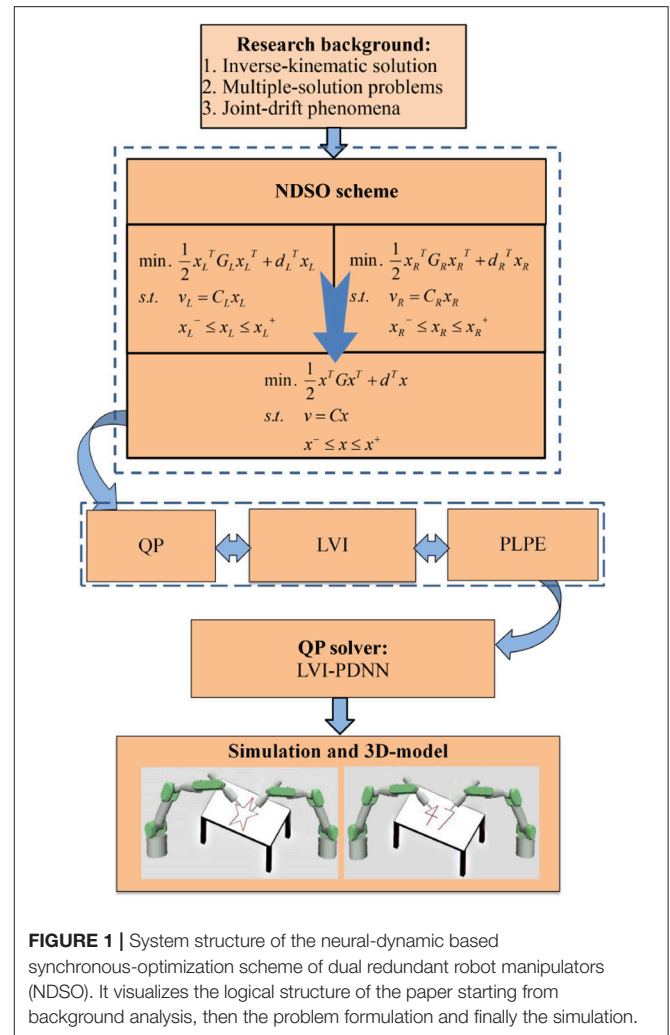 Research background:
1. Inverse-kinematic solution
2. Multiple-solution problems
3. Joint-drift phenomena
NDSO scheme
min. 1/2 x_L^T G_L x_L^T + d_L^T x_L
s.t. v_L = C_L x_L
x_L^- ≤ x_L ≤ x_L^+
min. 1/2 x_R^T G_R x_R^T + d_R^T x_R
s.t. v_R = C_R x_R
x_R^- ≤ x_R ≤ x_R^+
min. 1/2 x^T G x^T + d^T x
s.t. v = Cx
x^- ≤ x ≤ x^+
QP
LVI
PLPE
QP solver:
LVI-PDNN
Simulation and 3D-model
47
FIGURE 1 | System structure of the neural-dynamic based
synchronous-optimization scheme of dual redundant robot manipulators
(NDSO). It visualizes the logical structure of the paper starting from
background analysis, then the problem formulation and finally the simulation.